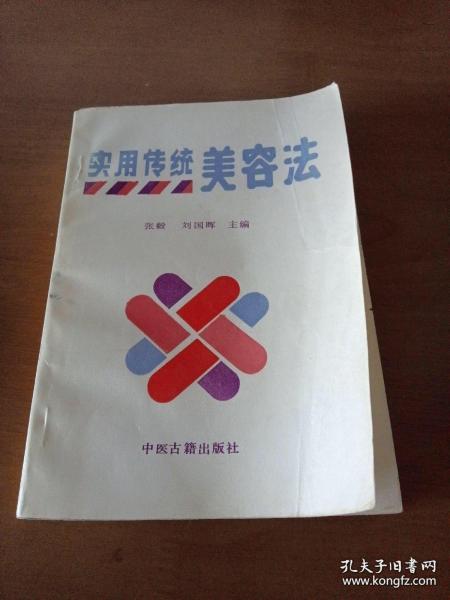 实用传统美容法
张毅 刘国晖 主编
中医古籍出版社
孔夫子旧书网
www.kongfz.com